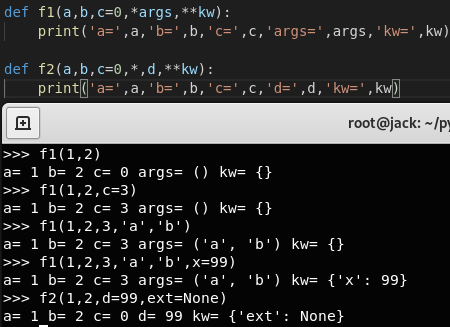 def f1(a,b,c=0,*args,**kw):
    print('a=',a,'b=',b,'c=',c,'args=',args,'kw=',kw)
def f2(a,b,c=0,*,d,**kw):
    print('a=',a,'b=',b,'c=',c,'d=',d,'kw=',kw)
root@jack: ~/py
>>> f1(1,2)
a= 1 b= 2 c= 0 args= () kw= {}
>>> f1(1,2,c=3)
a= 1 b= 2 c= 3 args= () kw= {}
>>> f1(1,2,3,'a','b')
a= 1 b= 2 c= 3 args= ('a', 'b') kw= {}
>>> f1(1,2,3,'a','b',x=99)
a= 1 b= 2 c= 3 args= ('a', 'b') kw= {'x': 99}
>>> f2(1,2,d=99,ext=None)
a= 1 b= 2 c= 0 d= 99 kw= {'ext': None}